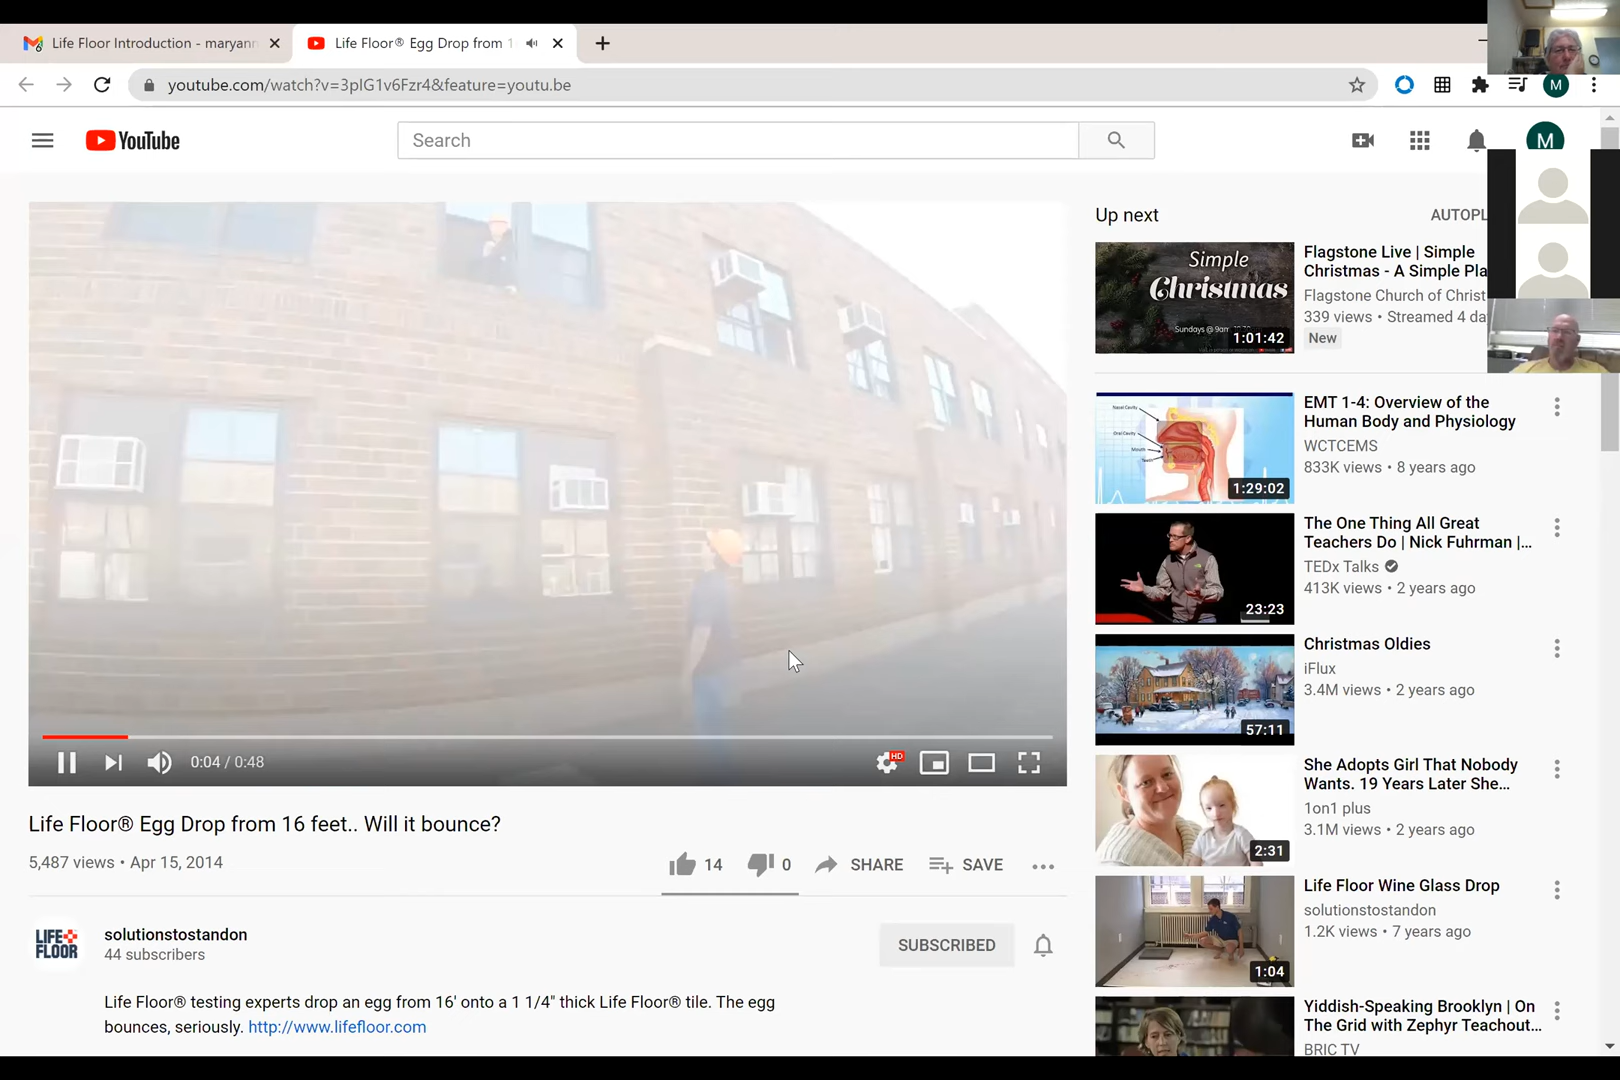 Life Floor Introduction - maryann
Life Floor® Egg Drop from 1
youtube.com/watch?v=3pIG1v6Fzr4&feature=youtu.be
M
YouTube
Search
M
HD
0:04 / 0:48
Life Floor® Egg Drop from 16 feet.. Will it bounce?
5,487 views • Apr 15, 2014
14
0
SHARE
SAVE
LIFE
FLOOR
solutionstostandon
44 subscribers
SUBSCRIBED
Life Floor® testing experts drop an egg from 16' onto a 1 1/4" thick Life Floor® tile. The egg
bounces, seriously. http://www.lifefloor.com
Up next
AUTOPL
Simple
Christmas
Sundays @ 9am
1:01:42
Flagstone Live | Simple
Christmas - A Simple Pla
Flagstone Church of Christ
339 views • Streamed 4 da
New
Nasal Cavity
Oral Cavity
Mouth
Teeth
1:29:02
EMT 1-4: Overview of the
Human Body and Physiology
WCTCEMS
833K views • 8 years ago
23:23
The One Thing All Great
Teachers Do | Nick Fuhrman |...
TEDx Talks
413K views • 2 years ago
57:11
Christmas Oldies
iFlux
3.4M views • 2 years ago
2:31
She Adopts Girl That Nobody
Wants. 19 Years Later She...
1on1 plus
3.1M views • 2 years ago
1:04
Life Floor Wine Glass Drop
solutionstostandon
1.2K views • 7 years ago
Yiddish-Speaking Brooklyn | On
The Grid with Zephyr Teachout...
BRIC TV